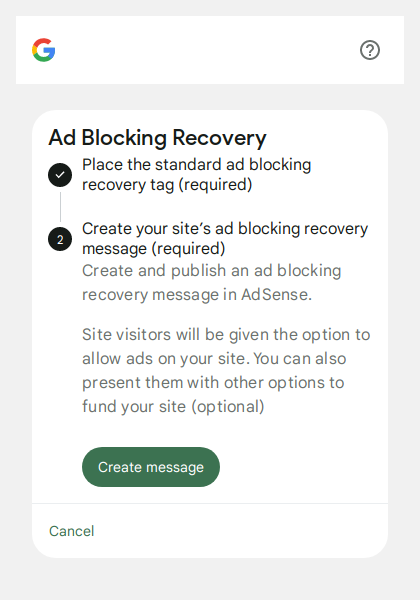 Ad Blocking Recovery
Place the standard ad blocking
recovery tag (required)
2
Create your site’s ad blocking recovery
message (required)
Create and publish an ad blocking
recovery message in AdSense.
Site visitors will be given the option to
allow ads on your site. You can also
present them with other options to
fund your site (optional)
Create message
Cancel